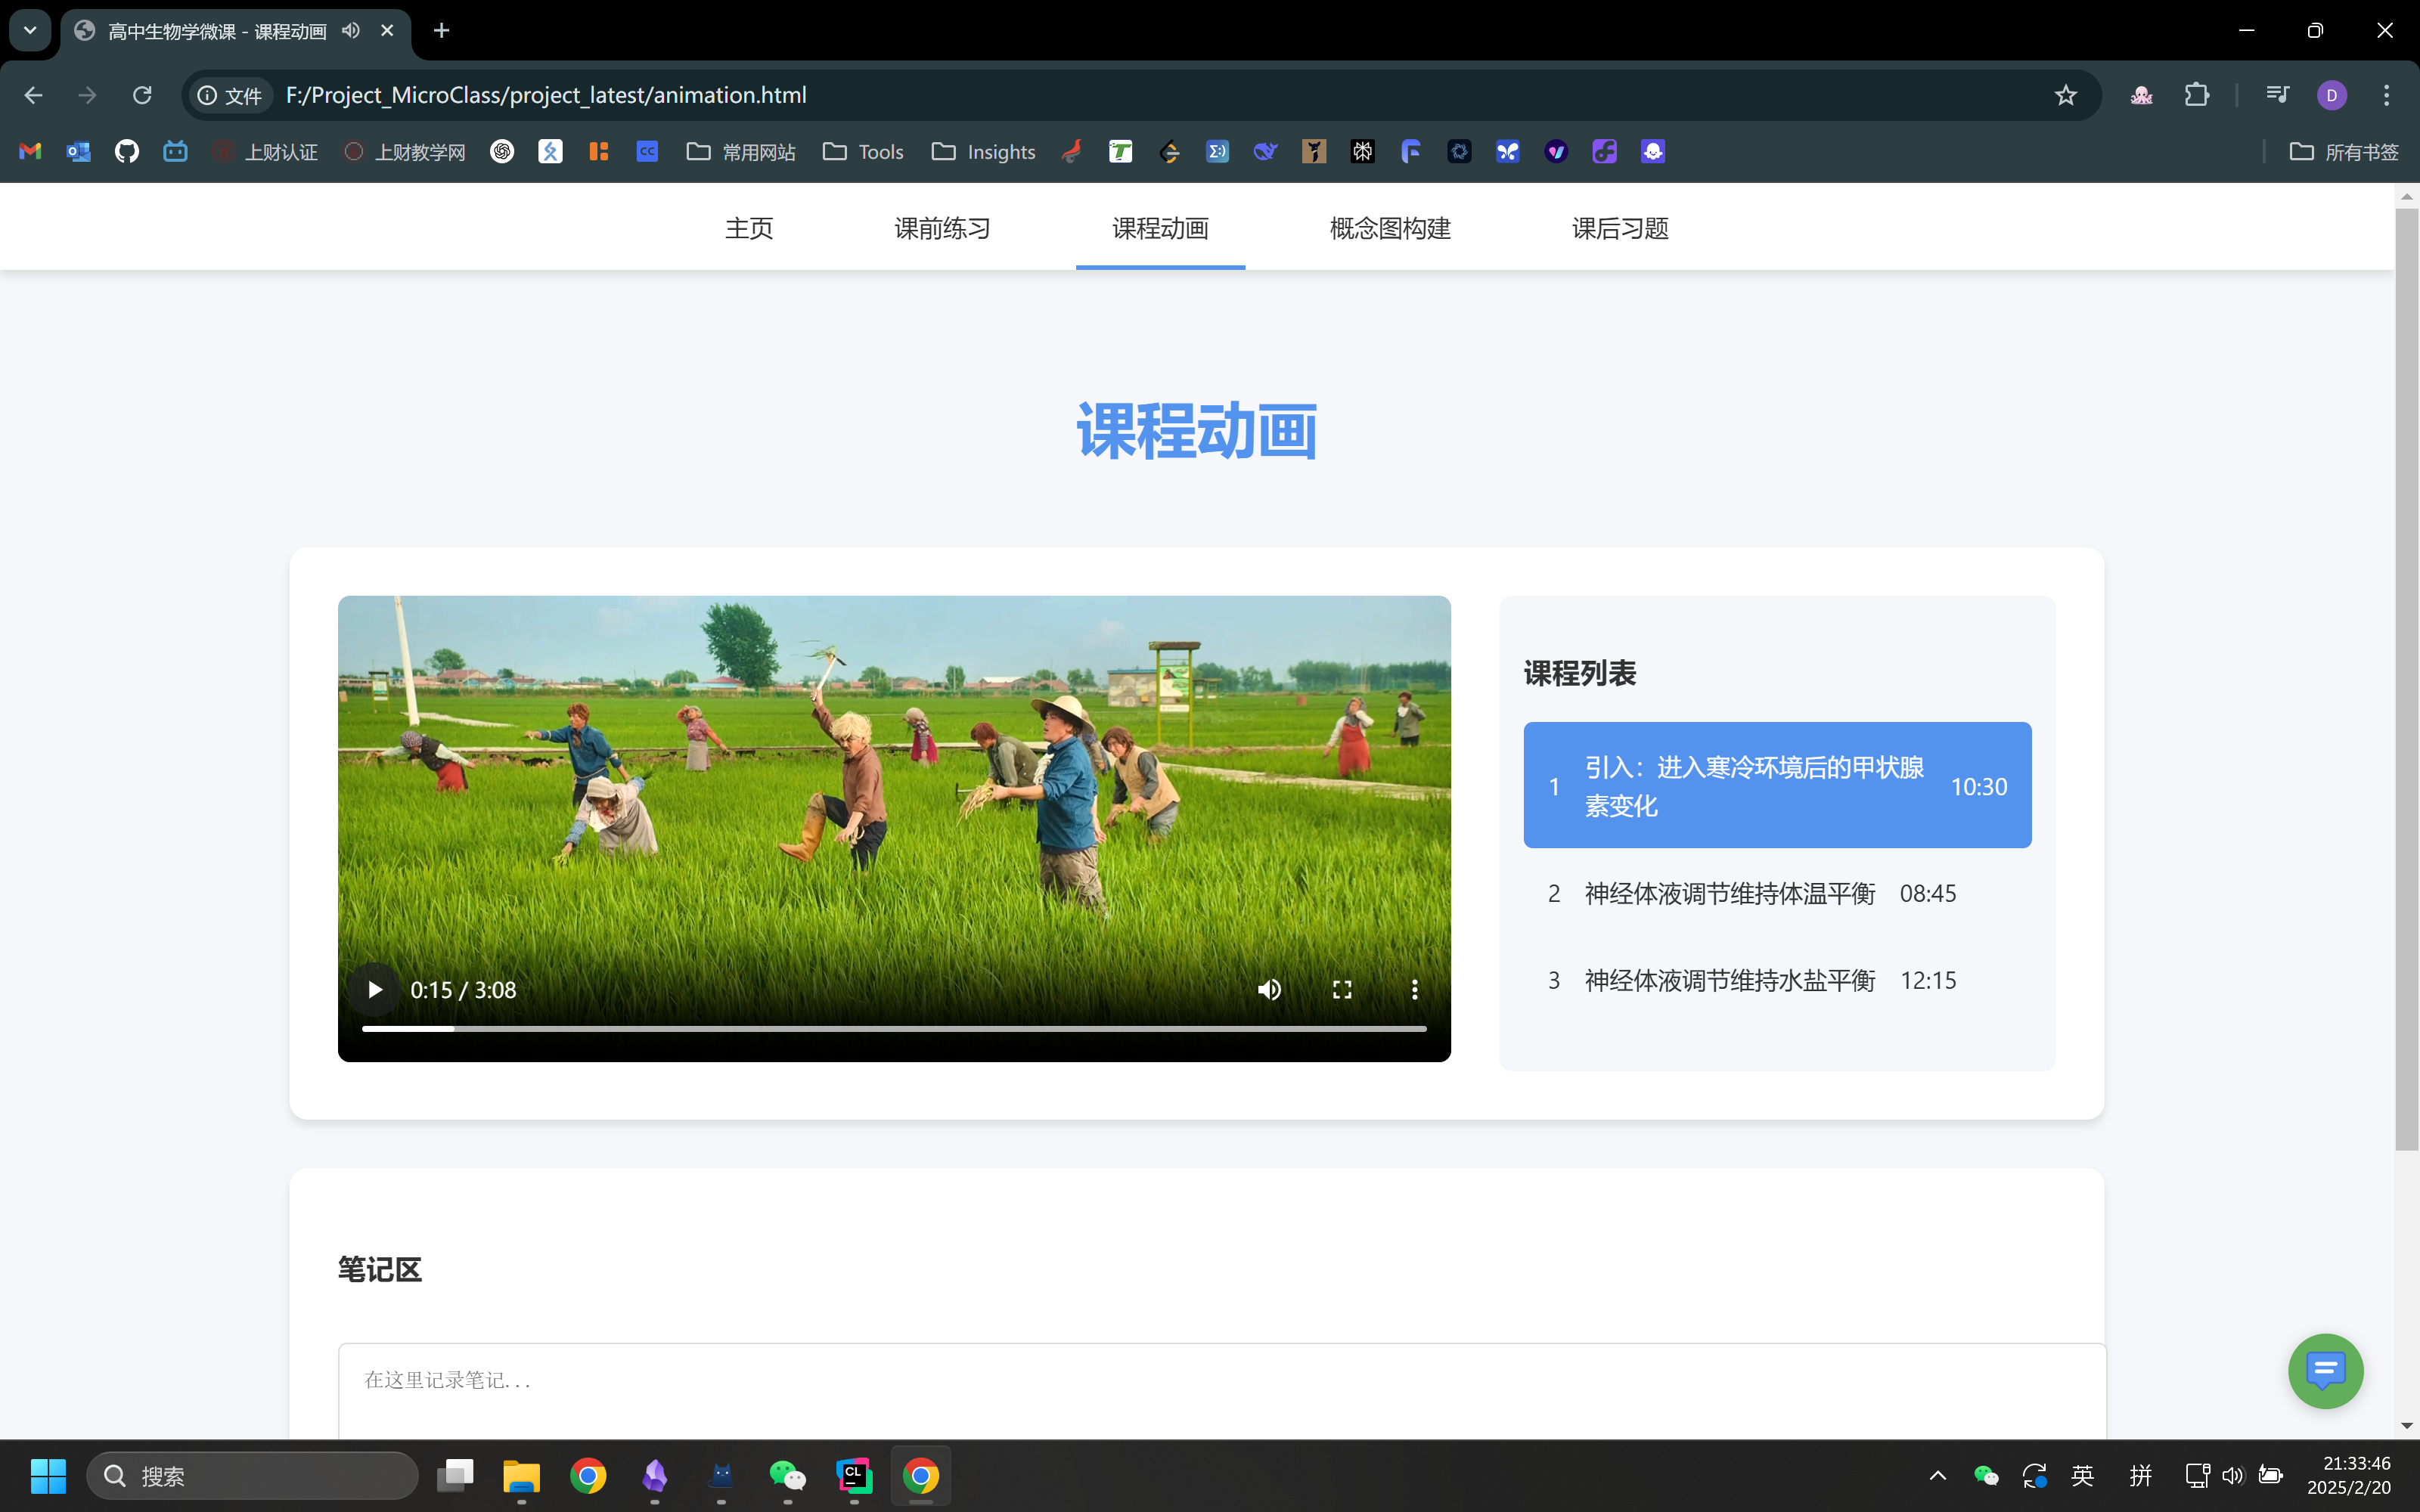 高中生物学微课 - 课程动画
文件 F:/Project_MicroClass/project_latest/animation.html D
上财认证 上财教学网 CC 常用网站 Tools Insights 所有书签
主页 课前练习 课程动画 概念图构建 课后习题
课程动画
课程列表
1 引入：进入寒冷环境后的甲状腺素变化 10:30
2 神经体液调节维持体温平衡 08:45
3 神经体液调节维持水盐平衡 12:15
0:15 / 3:08
笔记区
在这里记录笔记...
搜索
CL
英 拼
21:33:46
2025/2/20